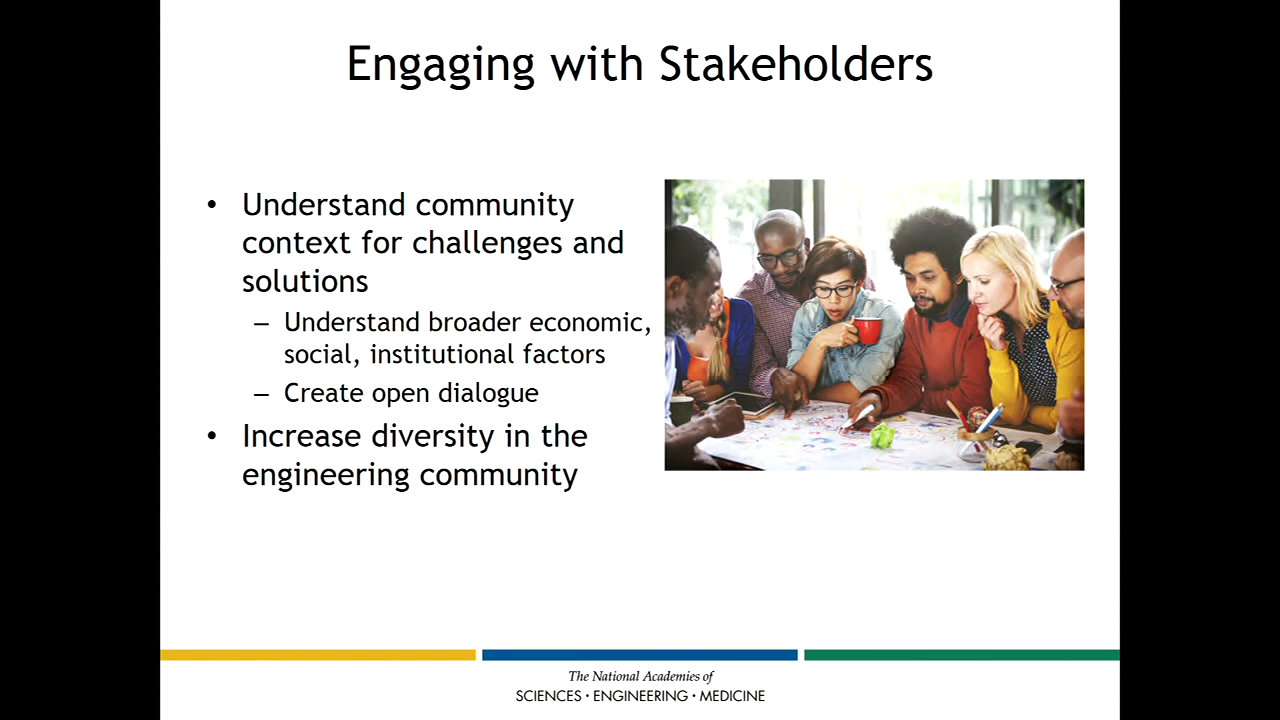 Engaging with Stakeholders
• Understand community
context for challenges and
solutions
– Understand broader economic,
social, institutional factors
– Create open dialogue
• Increase diversity in the
engineering community
The National Academies of
SCIENCES · ENGINEERING · MEDICINE